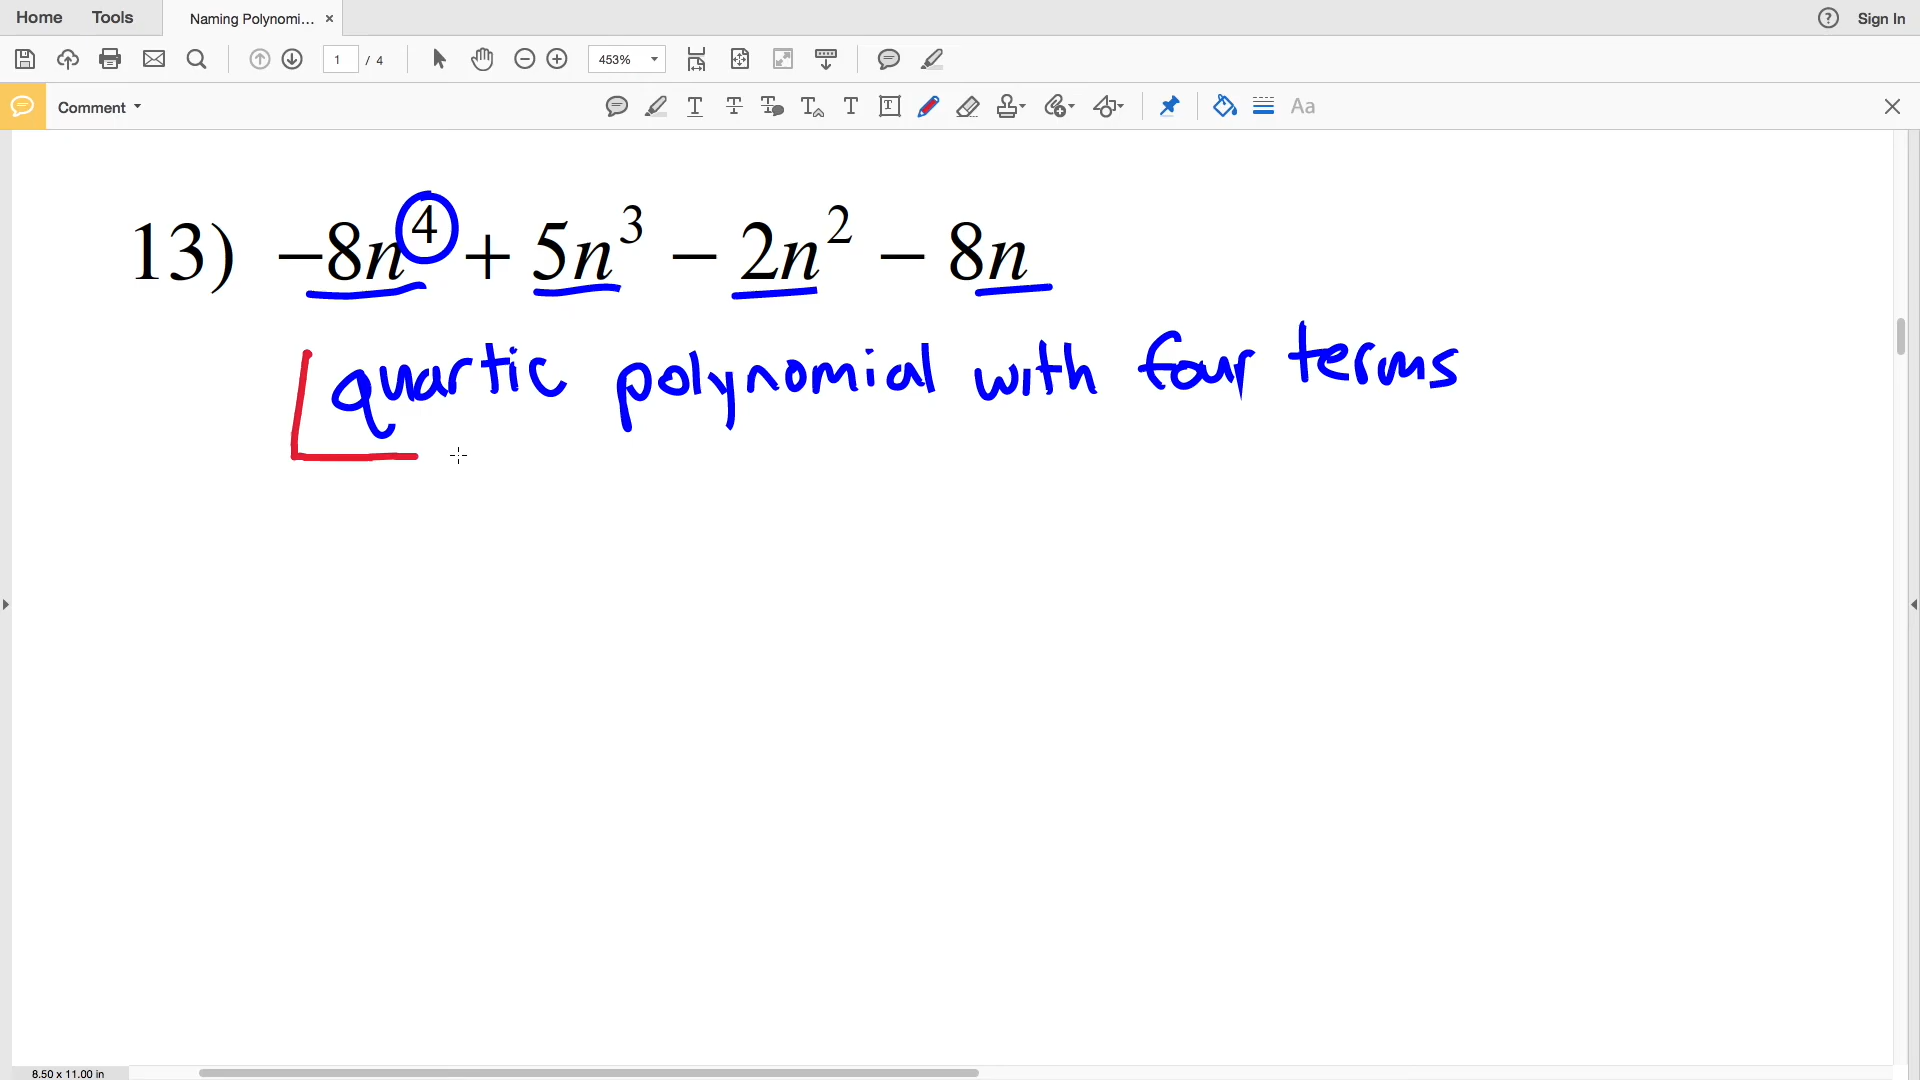 Home Tools Naming Polynomi... × ? Sign In
1 / 4 453%
Comment Aa
13) −8n⁴ + 5n³ − 2n² − 8n
quartic polynomial with four terms
8.50 x 11.00 in